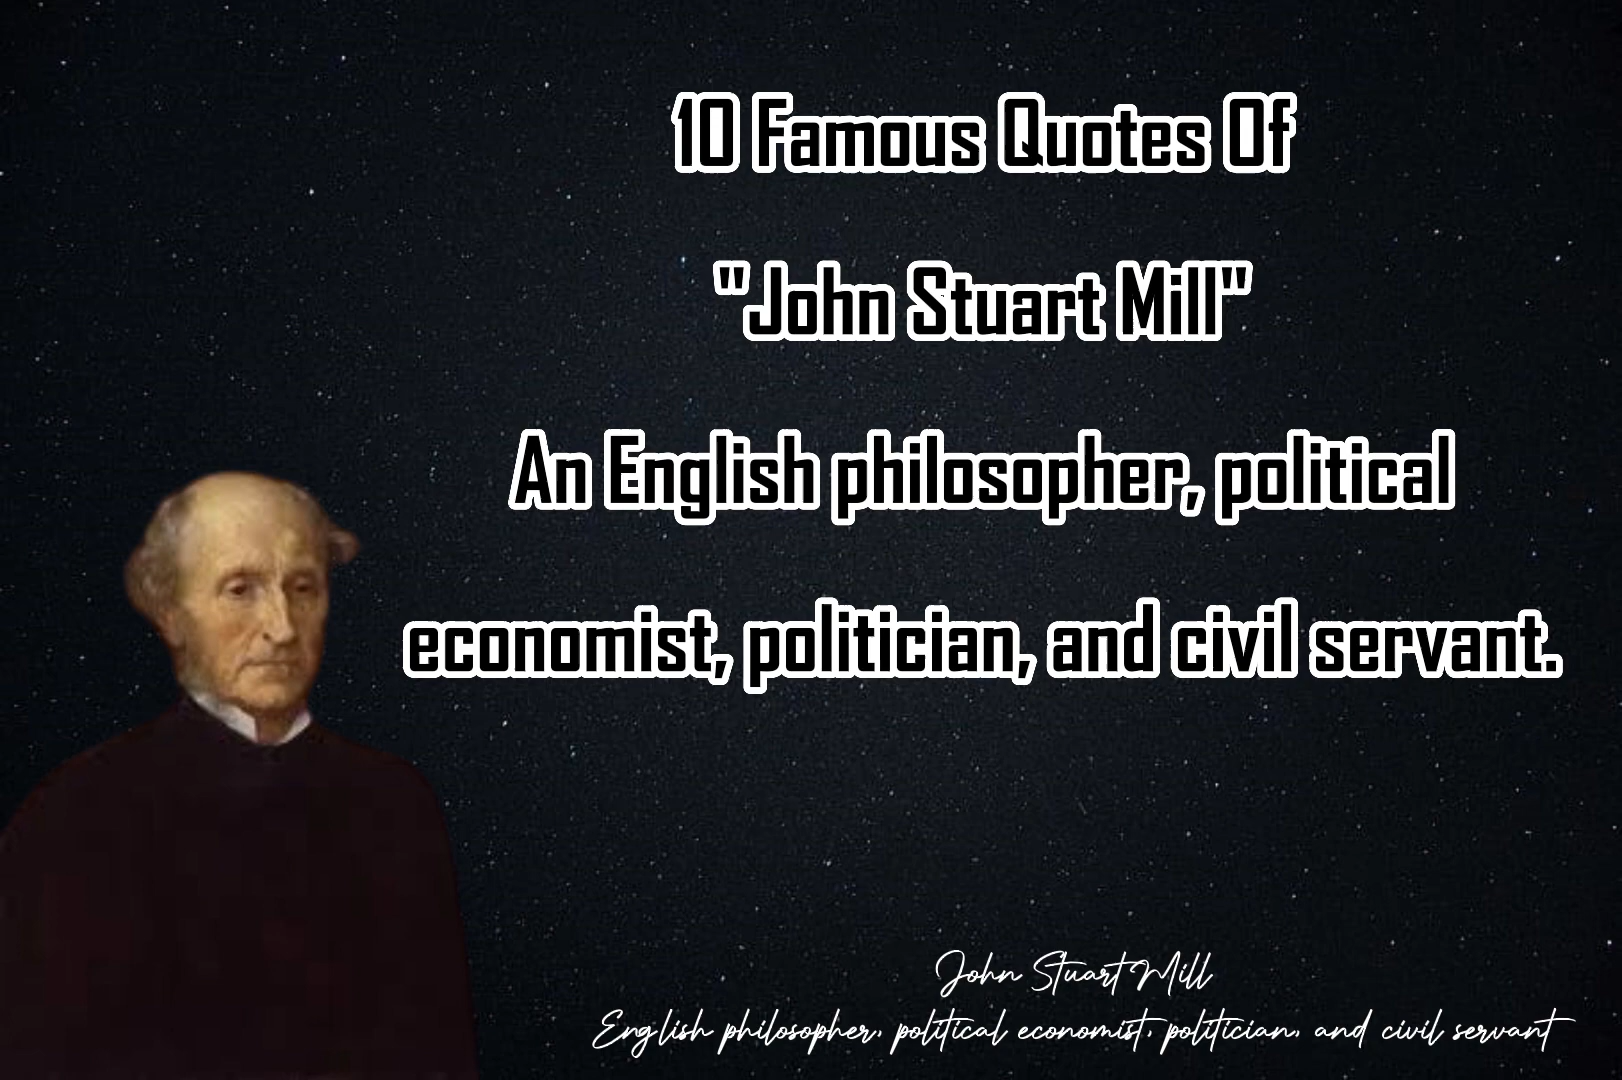 10 Famous Quotes Of
"John Stuart Mill"
An English philosopher, political
economist, politician, and civil servant.
John Stuart Mill
English philosopher, political economist, politician, and civil servant